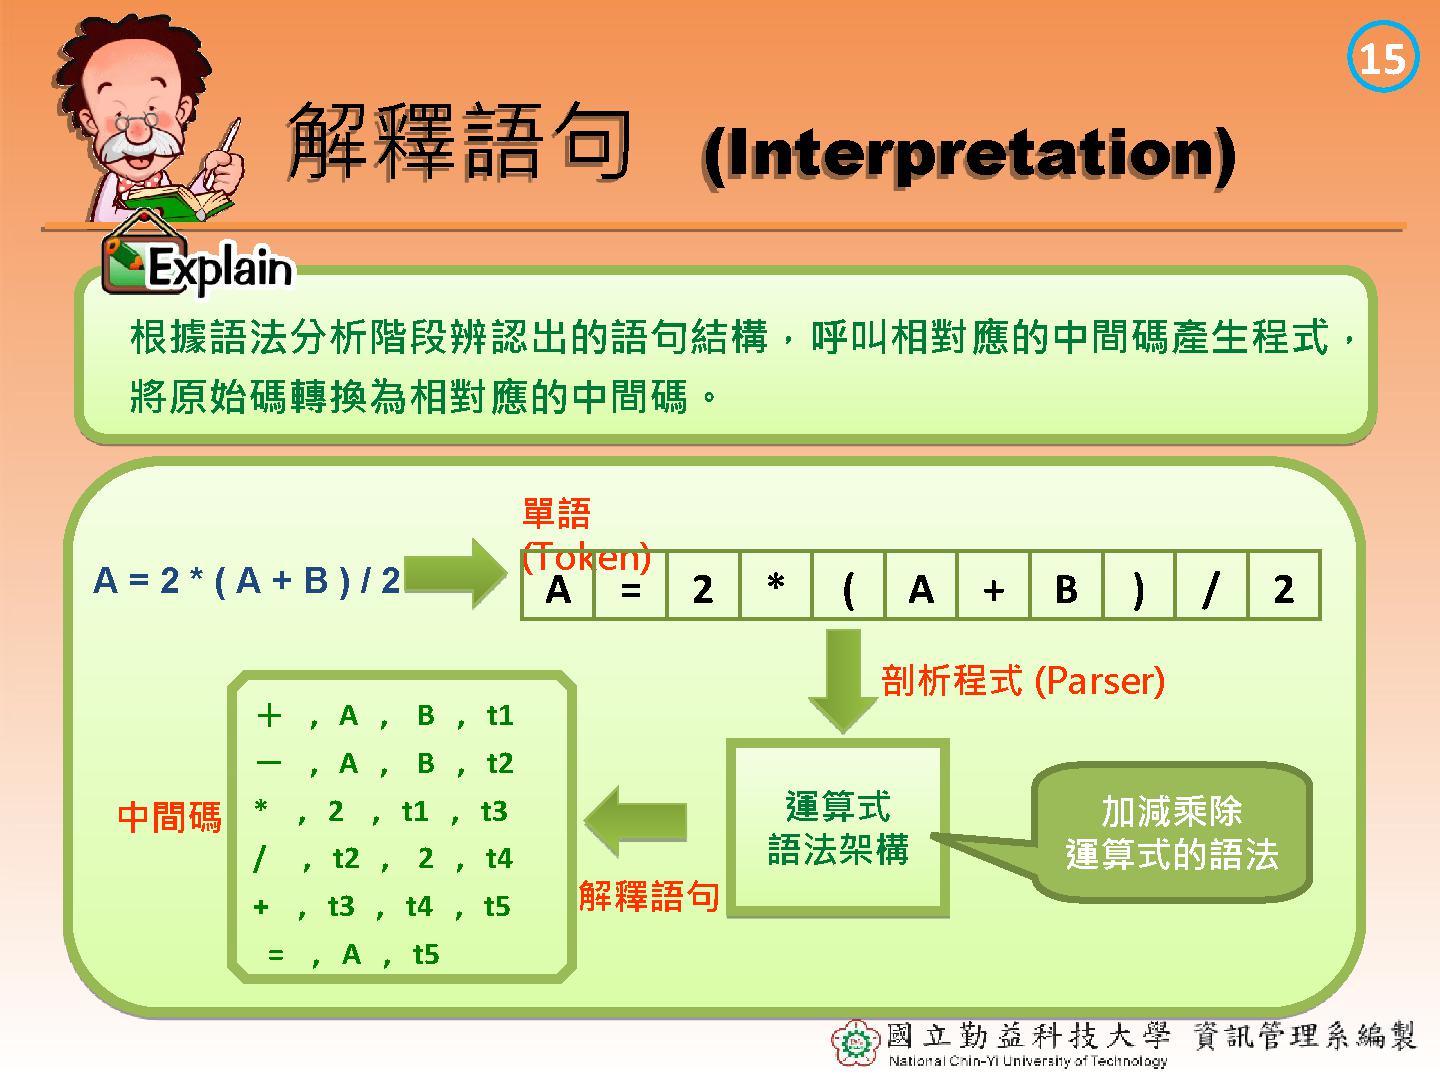 15
解釋語句 (Interpretation)
Explain
根據語法分析階段辨認出的語句結構，呼叫相對應的中間碼產生程式，
將原始碼轉換為相對應的中間碼。
單語
(Token)
A = 2 * ( A + B ) / 2
A = 2 * ( A + B ) / 2
剖析程式 (Parser)
＋ , A , B , t1
－ , A , B , t2
* , 2 , t1 , t3
/ , t2 , 2 , t4
+ , t3 , t4 , t5
= , A , t5
中間碼
解釋語句
運算式
語法架構
加減乘除
運算式的語法
國立勤益科技大學 資訊管理系編製
National Chin-Yi University of Technology